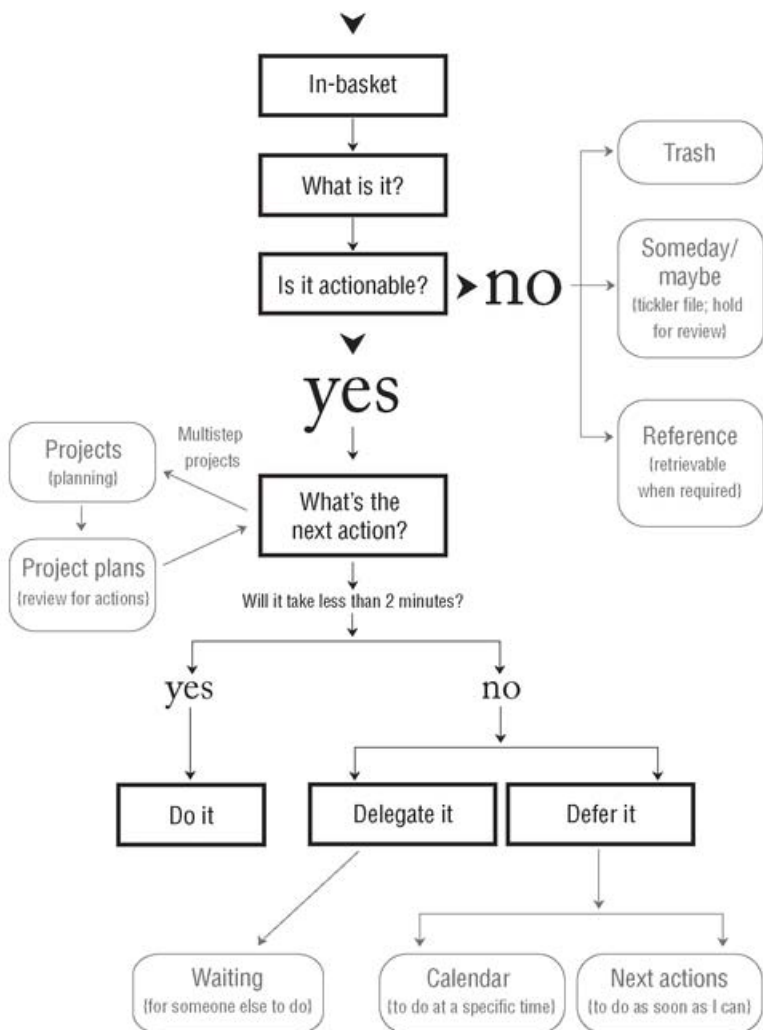 In-basket
What is it?
Trash
Is it actionable?
no
Someday/
maybe
{tickler file; hold
for review}
yes
Reference
{retrievable
when required}
Projects
{planning}
Multistep
projects
What's the
next action?
Project plans
{review for actions}
Will it take less than 2 minutes?
yes
no
Do it
Delegate it
Defer it
Waiting
{for someone else to do}
Calendar
{to do at a specific time}
Next actions
{to do as soon as I can}